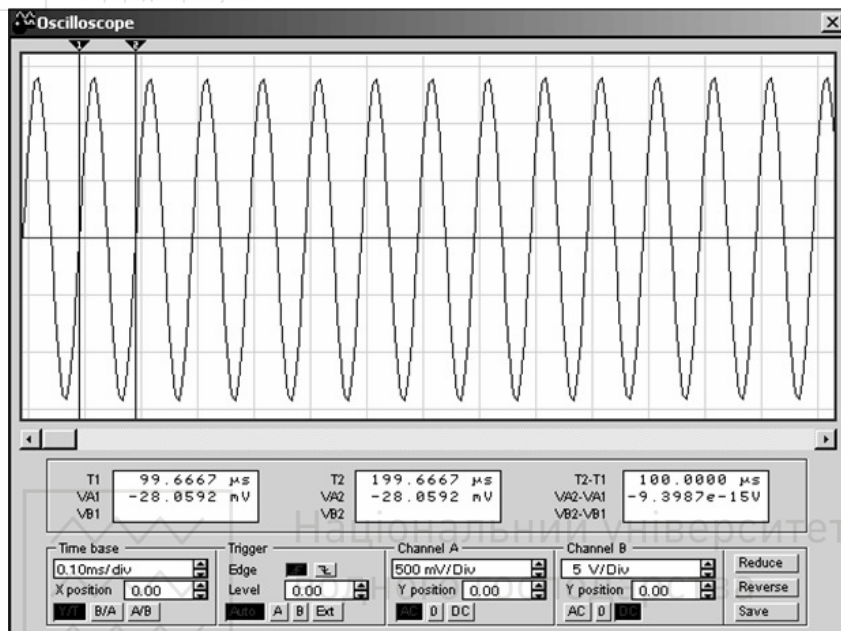 Oscilloscope
1 2
T1 99.6667 µs T2 199.6667 µs T2-T1 100.0000 µs
VA1 -28.0592 mV VA2 -28.0592 mV VA2-VA1 -9.3987e-15V
VB1 VB2 VB2-VB1
Національний університет
Time base Trigger Channel A Channel B
0.10ms/div Edge 500 mV/Div 5 V/Div Reduce
X position 0.00 Level 0.00 Y position 0.00 Y position 0.00 Reverse
Y/T B/A A/B Auto A B Ext AC 0 DC AC 0 DC Save